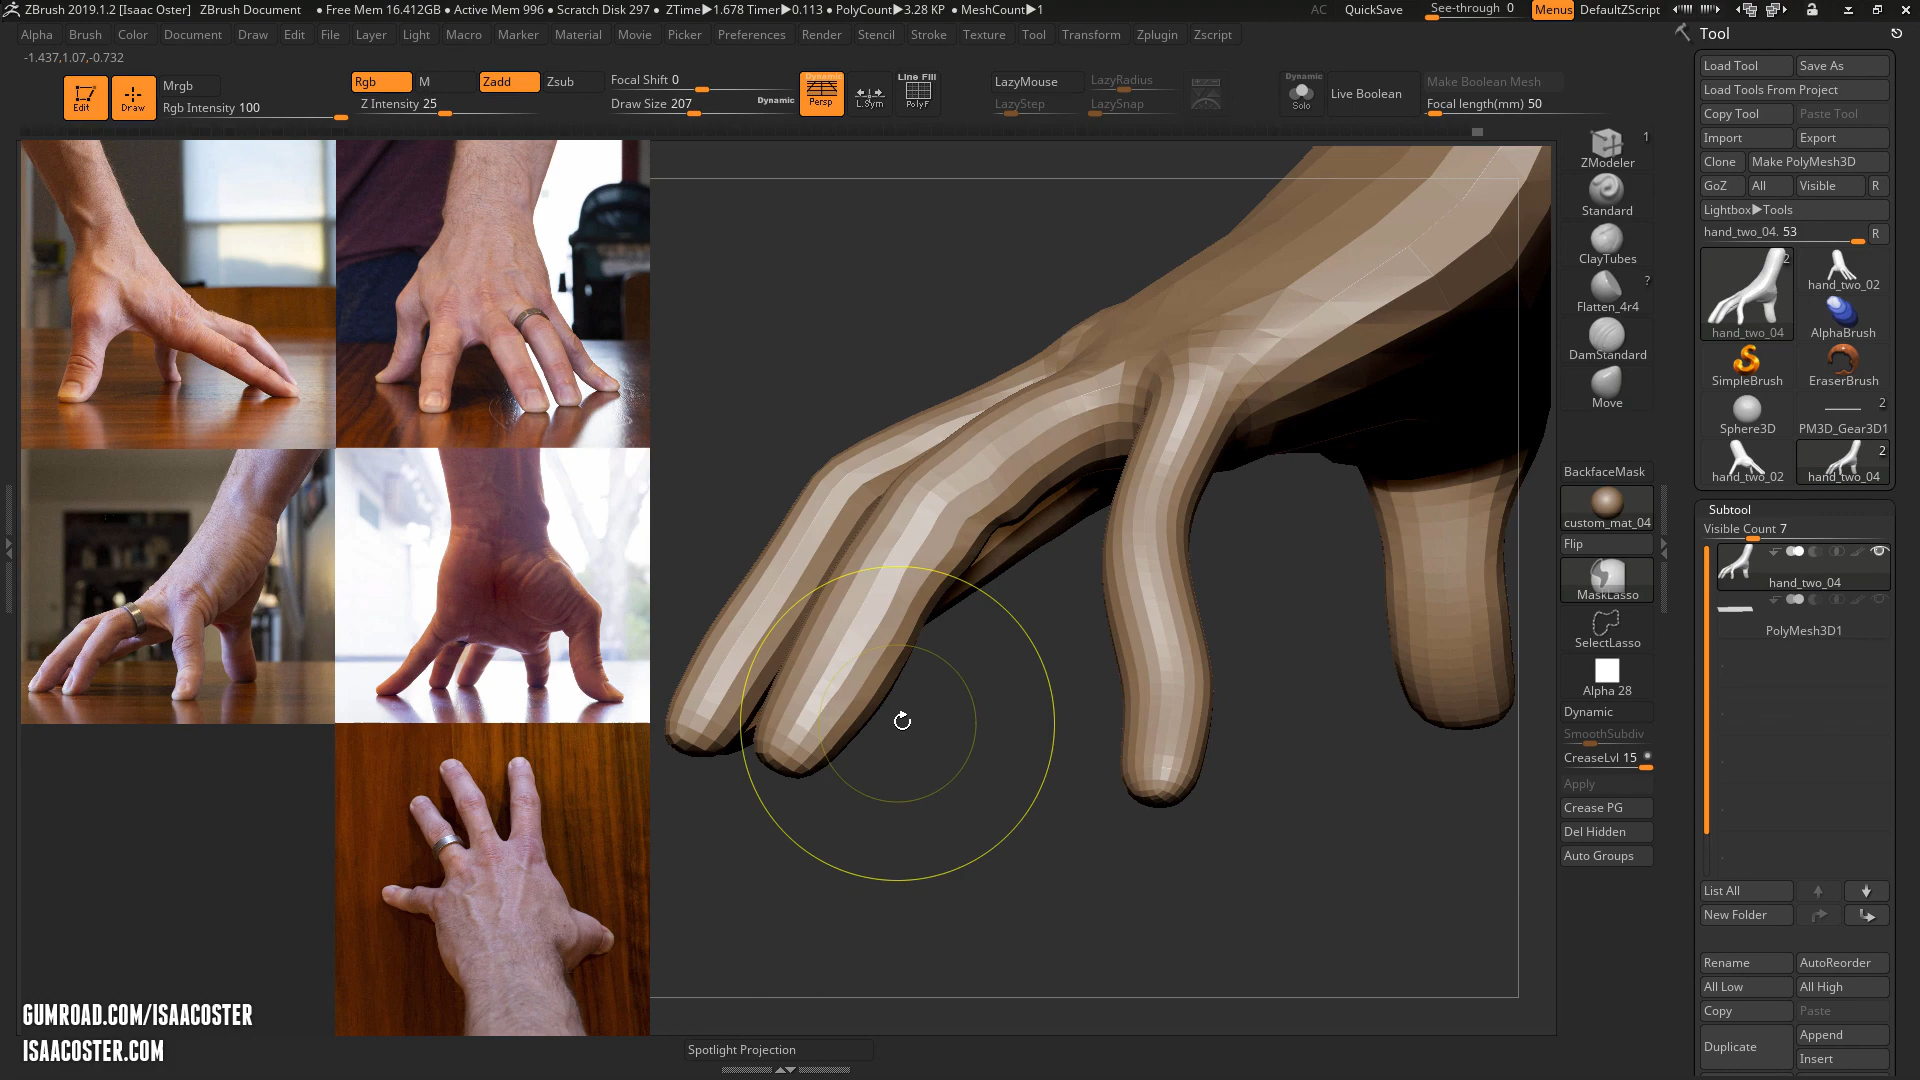 ZBrush 2019.1.2 [Isaac Oster] ZBrush Document • Free Mem 16.412GB • Active Mem 996 • Scratch Disk 297 • ZTime▶1.678 Timer▶0.113 • PolyCount▶3.28 KP • MeshCount▶1 AC QuickSave See-through 0 Menus DefaultZScript
Alpha Brush Color Document Draw Edit File Layer Light Macro Marker Material Movie Picker Preferences Render Stencil Stroke Texture Tool Transform Zplugin Zscript
-1.437,1.07,-0.732
Edit Draw
Mrgb
Rgb Intensity 100
Rgb M Zadd Zsub
Z Intensity 25
Focal Shift 0
Draw Size 207 Dynamic
Dynamic
Persp
L.Sym
Line Fill
PolyF
LazyMouse LazyRadius
LazyStep LazySnap
Dynamic
Solo
Live Boolean
Make Boolean Mesh
Focal length(mm) 50
1
ZModeler
Standard
ClayTubes
?
Flatten_4r4
DamStandard
Move
BackfaceMask
custom_mat_04
Flip
MaskLasso
SelectLasso
Alpha 28
Dynamic
SmoothSubdiv
CreaseLvl 15
Apply
Crease PG
Del Hidden
Auto Groups
Tool
Load Tool Save As
Load Tools From Project
Copy Tool Paste Tool
Import Export
Clone Make PolyMesh3D
GoZ All Visible R
Lightbox▶Tools
hand_two_04. 53 R
2
hand_two_04
hand_two_02
AlphaBrush
SimpleBrush EraserBrush
2
Sphere3D PM3D_Gear3D1
2
hand_two_02 hand_two_04
Subtool
Visible Count 7
hand_two_04
PolyMesh3D1
List All
New Folder
Rename AutoReorder
All Low All High
Copy Paste
Duplicate Append
Insert
GUMROAD.COM/ISAACOSTER
ISAACOSTER.COM
Spotlight Projection